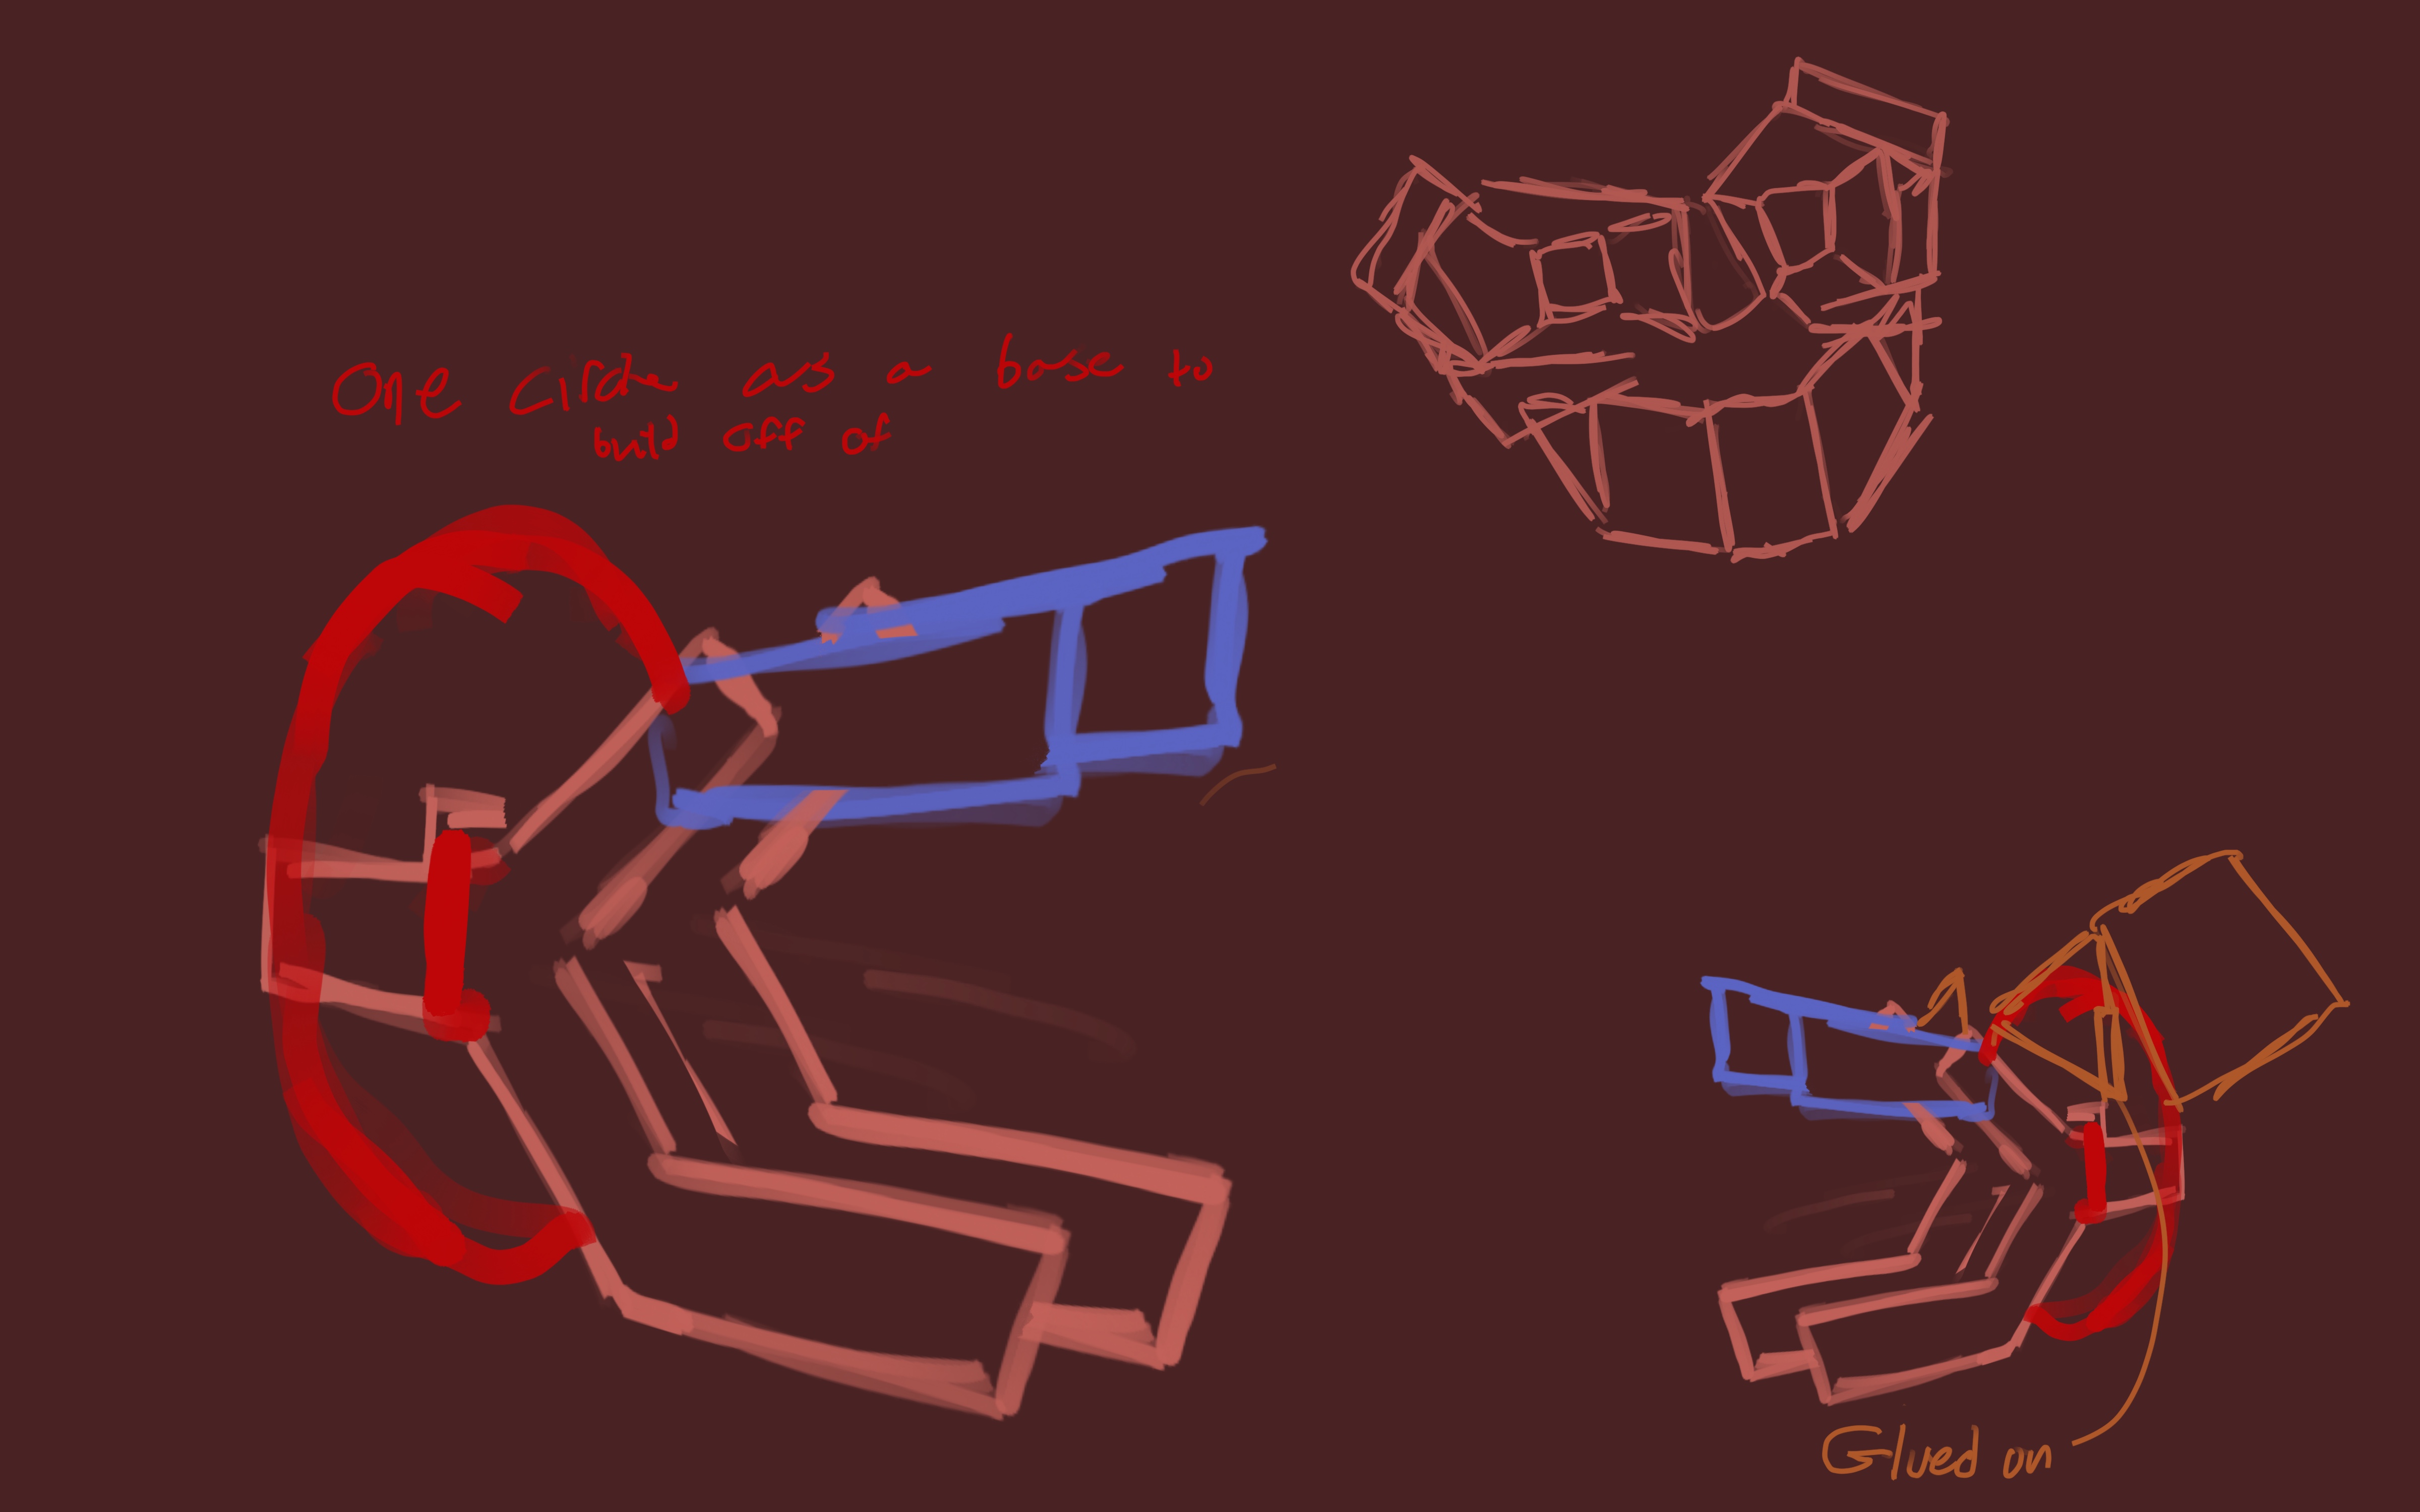 One circle as a base to
build off of
Glued on